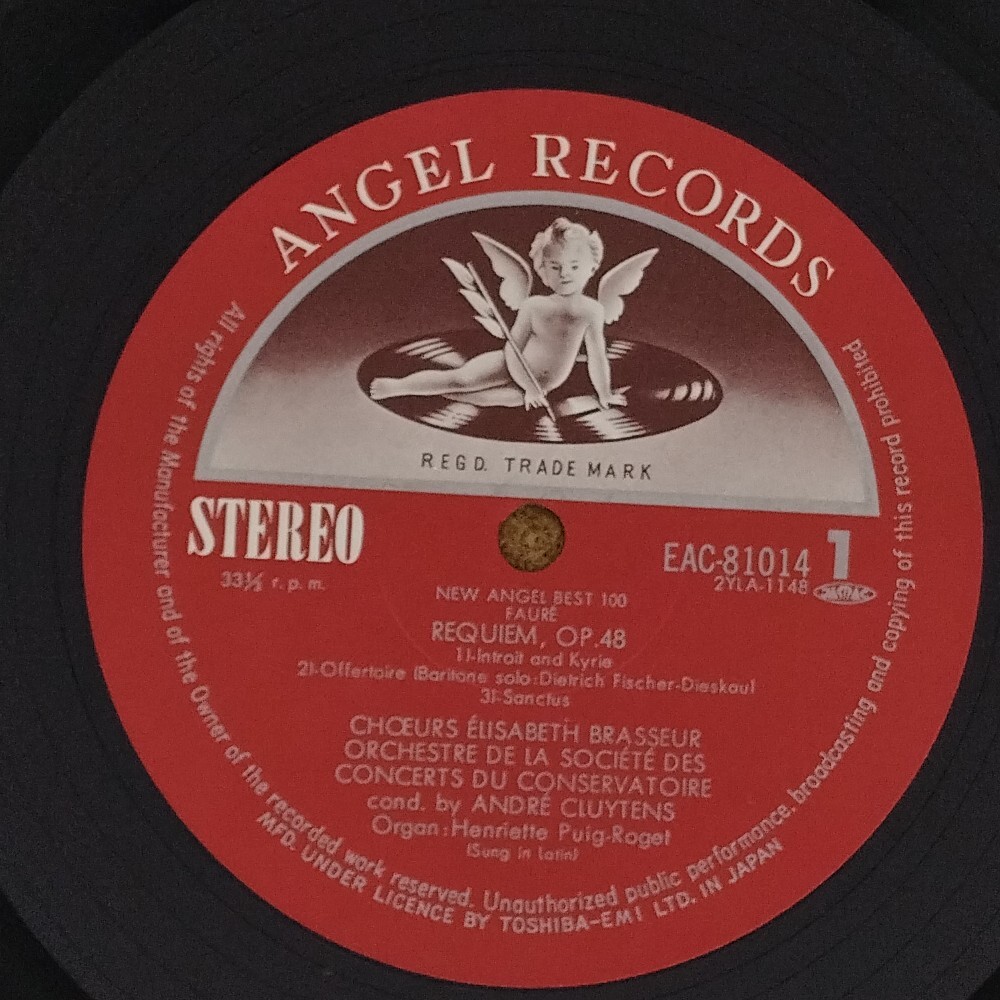 ANGEL RECORDS
REGD. TRADE MARK
STEREO
33⅓ r.p.m.
EAC-81014 1
2YLA-1148
NEW ANGEL BEST 100
FAURÉ
REQUIEM, OP.48
1)-Introit and Kyrie
2)-Offertoire (Baritone solo:Dietrich Fischer-Dieskau)
3)-Sanctus
CHŒURS ÉLISABETH BRASSEUR
ORCHESTRE DE LA SOCIÉTÉ DES
CONCERTS DU CONSERVATOIRE
cond. by ANDRÉ CLUYTENS
Organ:Henriette Puig-Roget
(Sung in Latin)
All rights of the Manufacturer and of the Owner of the recorded work reserved. Unauthorized public performance, broadcasting and copying of this record prohibited
MFD. UNDER LICENCE BY TOSHIBA-EMI LTD. IN JAPAN